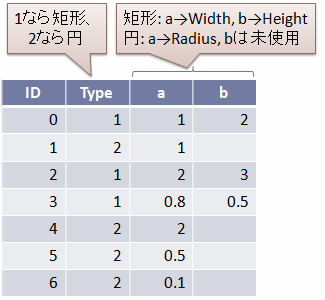 1なら矩形、
2なら円
矩形: a→Width, b→Height
円: a→Radius, bは未使用
ID Type a b
0 1 1 2
1 2 1
2 1 2 3
3 1 0.8 0.5
4 2 2
5 2 0.5
6 2 0.1